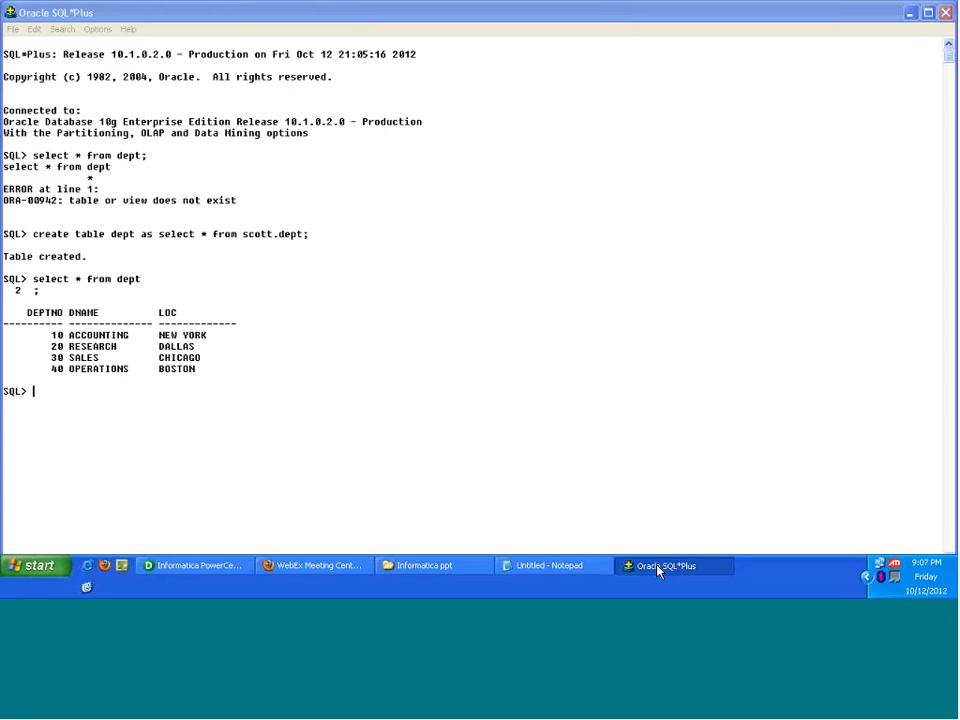 Oracle SQL*Plus
File Edit Search Options Help
SQL*Plus: Release 10.1.0.2.0 - Production on Fri Oct 12 21:05:16 2012
Copyright (c) 1982, 2004, Oracle.  All rights reserved.
Connected to:
Oracle Database 10g Enterprise Edition Release 10.1.0.2.0 - Production
With the Partitioning, OLAP and Data Mining options
SQL> select * from dept;
select * from dept
*
ERROR at line 1:
ORA-00942: table or view does not exist
SQL> create table dept as select * from scott.dept;
Table created.
SQL> select * from dept
2  ;
DEPTNO DNAME          LOC
---------- -------------- -------------
10 ACCOUNTING     NEW YORK
20 RESEARCH       DALLAS
30 SALES          CHICAGO
40 OPERATIONS     BOSTON
SQL>
start Informatica PowerCe... WebEx Meeting Cent... Informatica ppt Untitled - Notepad Oracle SQL*Plus 9:07 PM
Friday
10/12/2012